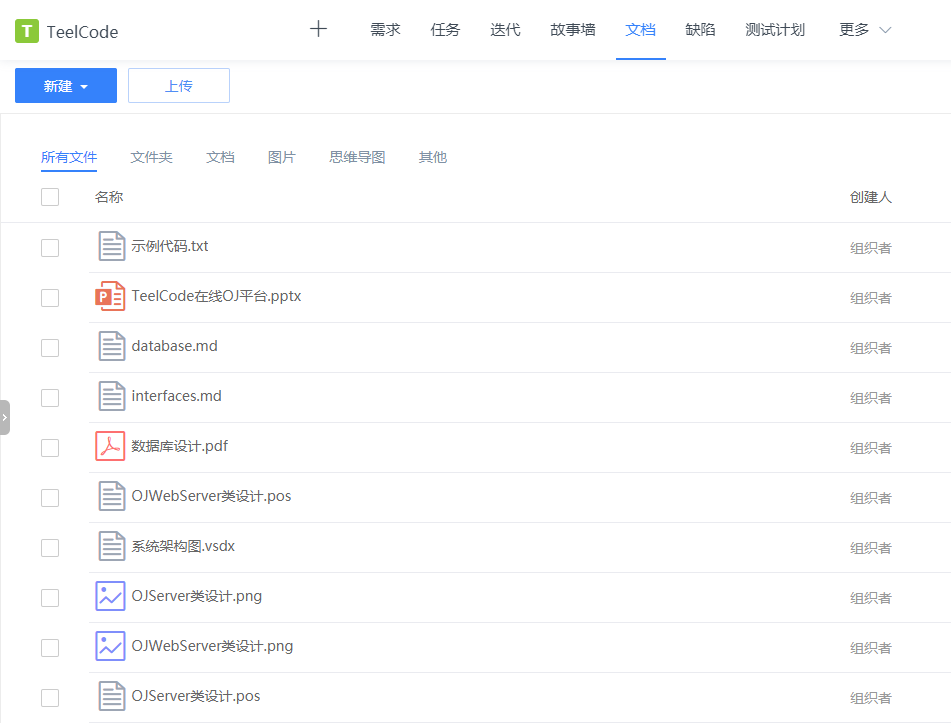 T TeelCode + 需求 任务 迭代 故事墙 文档 缺陷 测试计划 更多
新建 上传
所有文件 文件夹 文档 图片 思维导图 其他
名称 创建人
示例代码.txt 组织者
P TeelCode在线OJ平台.pptx 组织者
database.md 组织者
interfaces.md 组织者
数据库设计.pdf 组织者
OJWebServer类设计.pos 组织者
系统架构图.vsdx 组织者
OJServer类设计.png 组织者
OJWebServer类设计.png 组织者
OJServer类设计.pos 组织者